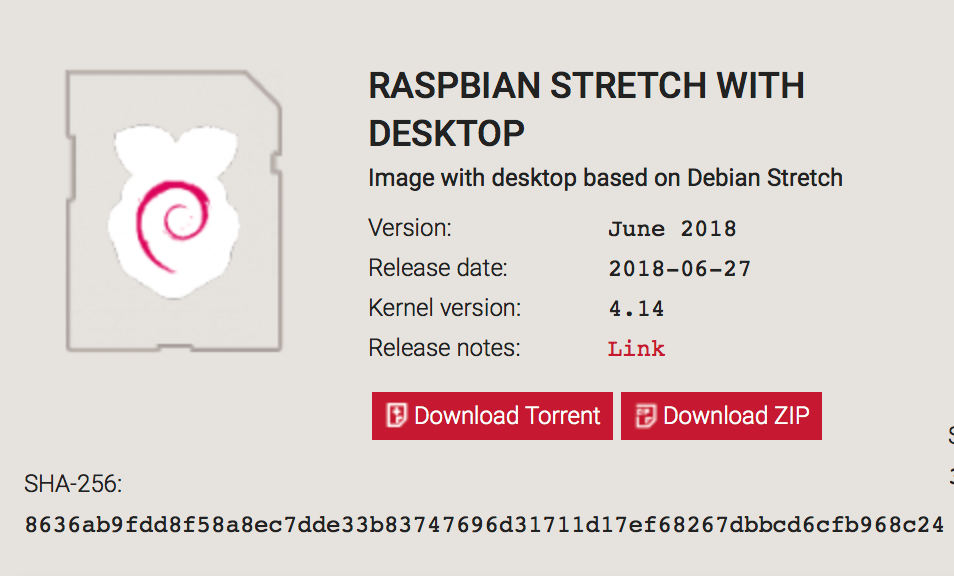 RASPBIAN STRETCH WITH
DESKTOP
Image with desktop based on Debian Stretch
Version: June 2018
Release date: 2018-06-27
Kernel version: 4.14
Release notes: Link
Download Torrent Download ZIP
SHA-256:
8636ab9fdd8f58a8ec7dde33b83747696d31711d17ef68267dbbcd6cfb968c24